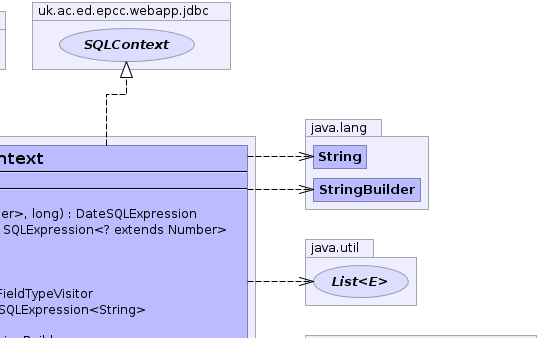 uk.ac.ed.epcc.webapp.jdbc
SQLContext
java.lang
ntext
String
StringBuilder
er>, long) : DateSQLExpression
SQLExpression<? extends Number>
java.util
List<E>
FieldTypeVisitor
SQLExpression<String>